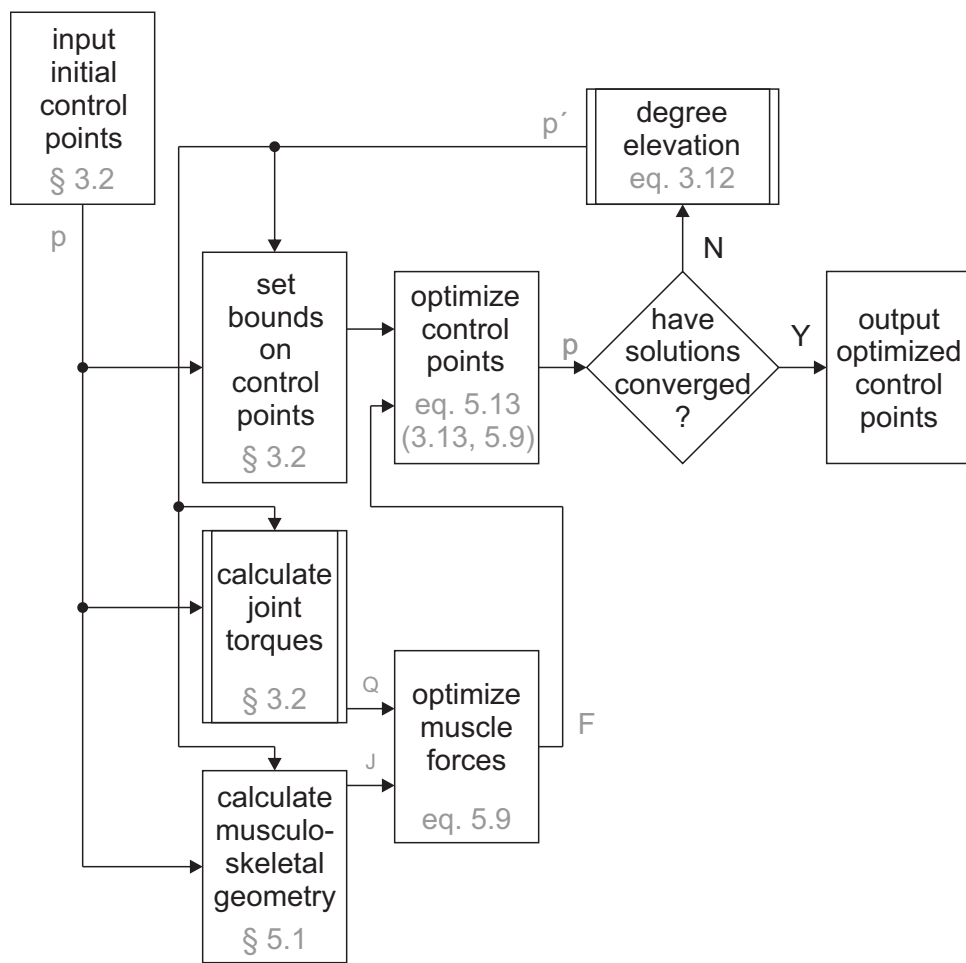 input
initial
control
points
§ 3.2
p
p´
degree
elevation
eq. 3.12
N
set
bounds
on
control
points
§ 3.2
optimize
control
points
eq. 5.13
(3.13, 5.9)
p
have
solutions
converged
?
Y
output
optimized
control
points
calculate
joint
torques
§ 3.2
Q
optimize
muscle
forces
eq. 5.9
F
J
calculate
musculo-
skeletal
geometry
§ 5.1